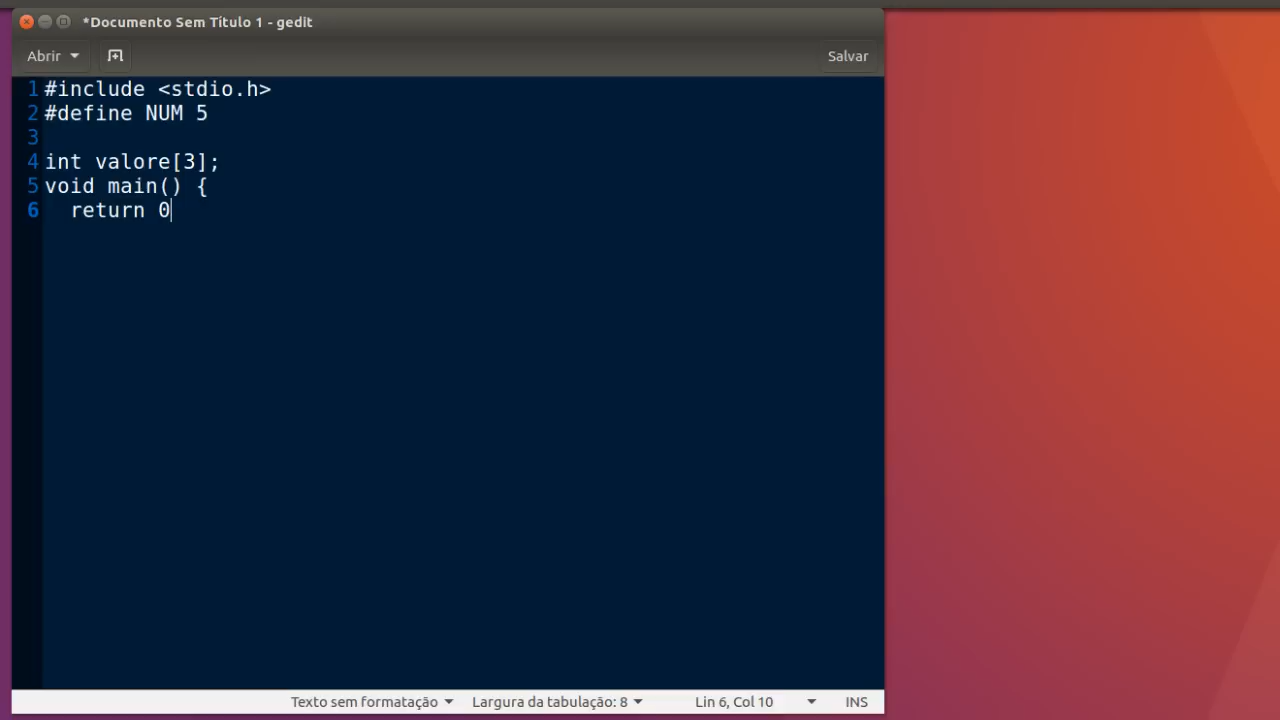 *Documento Sem Título 1 - gedit
Abrir
Salvar
1 #include <stdio.h>
2 #define NUM 5
3
4 int valore[3];
5 void main() {
6   return 0
Texto sem formatação Largura da tabulação: 8 Lin 6, Col 10 INS